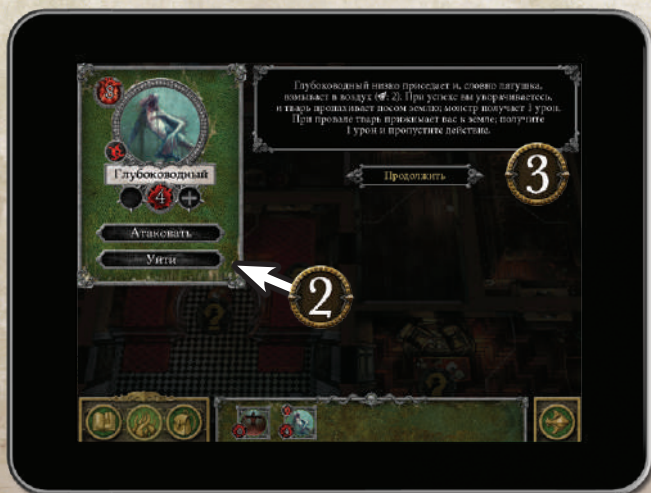 Глубоководный низко приседает и, словно лягушка,
взмывает в воздух (: 2). При успехе вы уворачиваетесь,
и тварь пропахивает носом землю; монстр получает 1 урон.
При провале тварь прижимает вас к земле; получите
1 урон и пропустите действие.
Продолжить
3
Глубоководный
4
Атаковать
Уйти
2